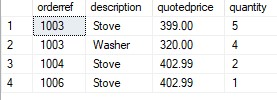 orderref description quotedprice quantity
1 1003 Stove 399.00 5
2 1003 Washer 320.00 4
3 1004 Stove 402.99 2
4 1006 Stove 402.99 1